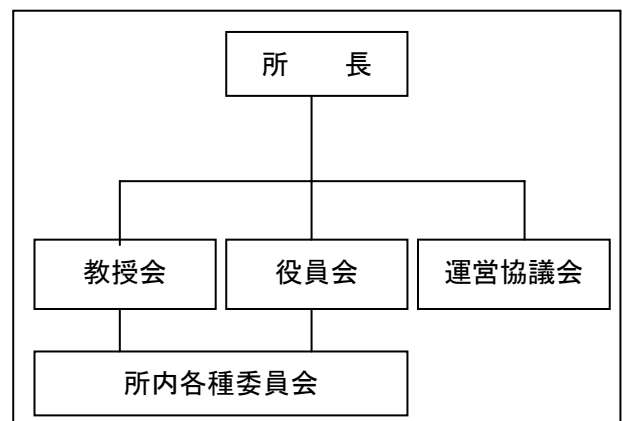 所　　長
教授会
役員会
運営協議会
所内各種委員会